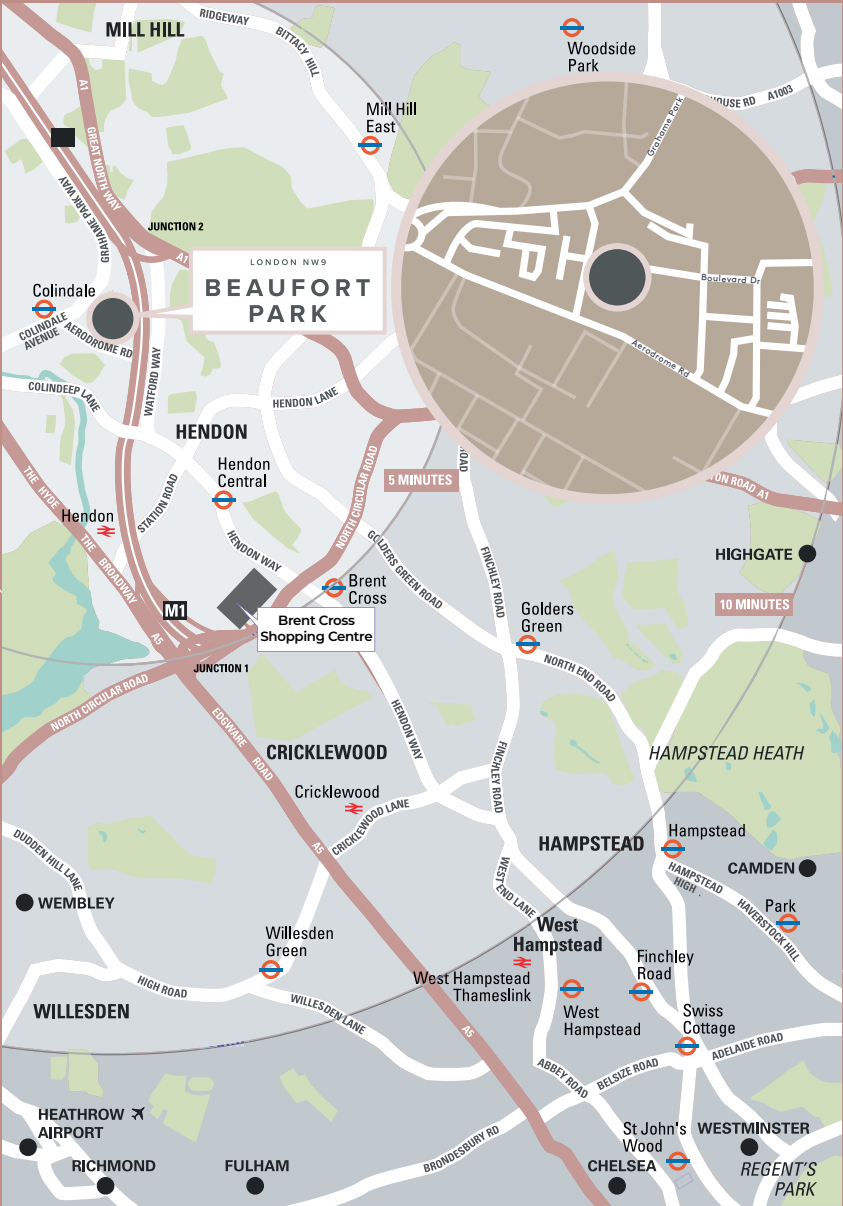 MILL HILL
RIDGEWAY
BITTACY HILL
Woodside
Park
HOUSE RD A1003
Mill Hill
East
A1
GREAT NORTH WAY
GRAHAME PARK WAY
JUNCTION 2
A1
Grahame Park
Boulevard Dr
Aerodrome Rd
LONDON NW9
BEAUFORT
PARK
Colindale
COLINDALE
AVENUE
AERODROME RD
WATFORD WAY
COLINDEEP LANE
HENDON LANE
HENDON
Hendon
Central
STATION ROAD
NORTH CIRCULAR ROAD
5 MINUTES
ROAD
TON ROAD A1
THE HYDE
Hendon
THE BROADWAY
A5
HENDON WAY
GOLDERS GREEN ROAD
FINCHLEY ROAD
HIGHGATE
10 MINUTES
M1
Brent
Cross
Brent Cross
Shopping Centre
Golders
Green
JUNCTION 1
NORTH CIRCULAR ROAD
NORTH END ROAD
EDGWARE ROAD
HENDON WAY
FINCHLEY ROAD
CRICKLEWOOD
HAMPSTEAD HEATH
Cricklewood
CRICKLEWOOD LANE
A5
DUDDEN HILL LANE
HAMPSTEAD
Hampstead
HAMPSTEAD
HIGH .
CAMDEN
WEST END LANE
WEMBLEY
Park
HAVERSTOCK HILL
Willesden
Green
West
Hampstead
West Hampstead
Thameslink
Finchley
Road
HIGH ROAD
WILLESDEN
WILLESDEN LANE
West
Hampstead
Swiss
Cottage
A5
ADELAIDE ROAD
BELSIZE ROAD
ABBEY ROAD
HEATHROW
AIRPORT
BRONDESBURY RD
St John's
Wood
WESTMINSTER
RICHMOND
FULHAM
CHELSEA
REGENT'S
PARK